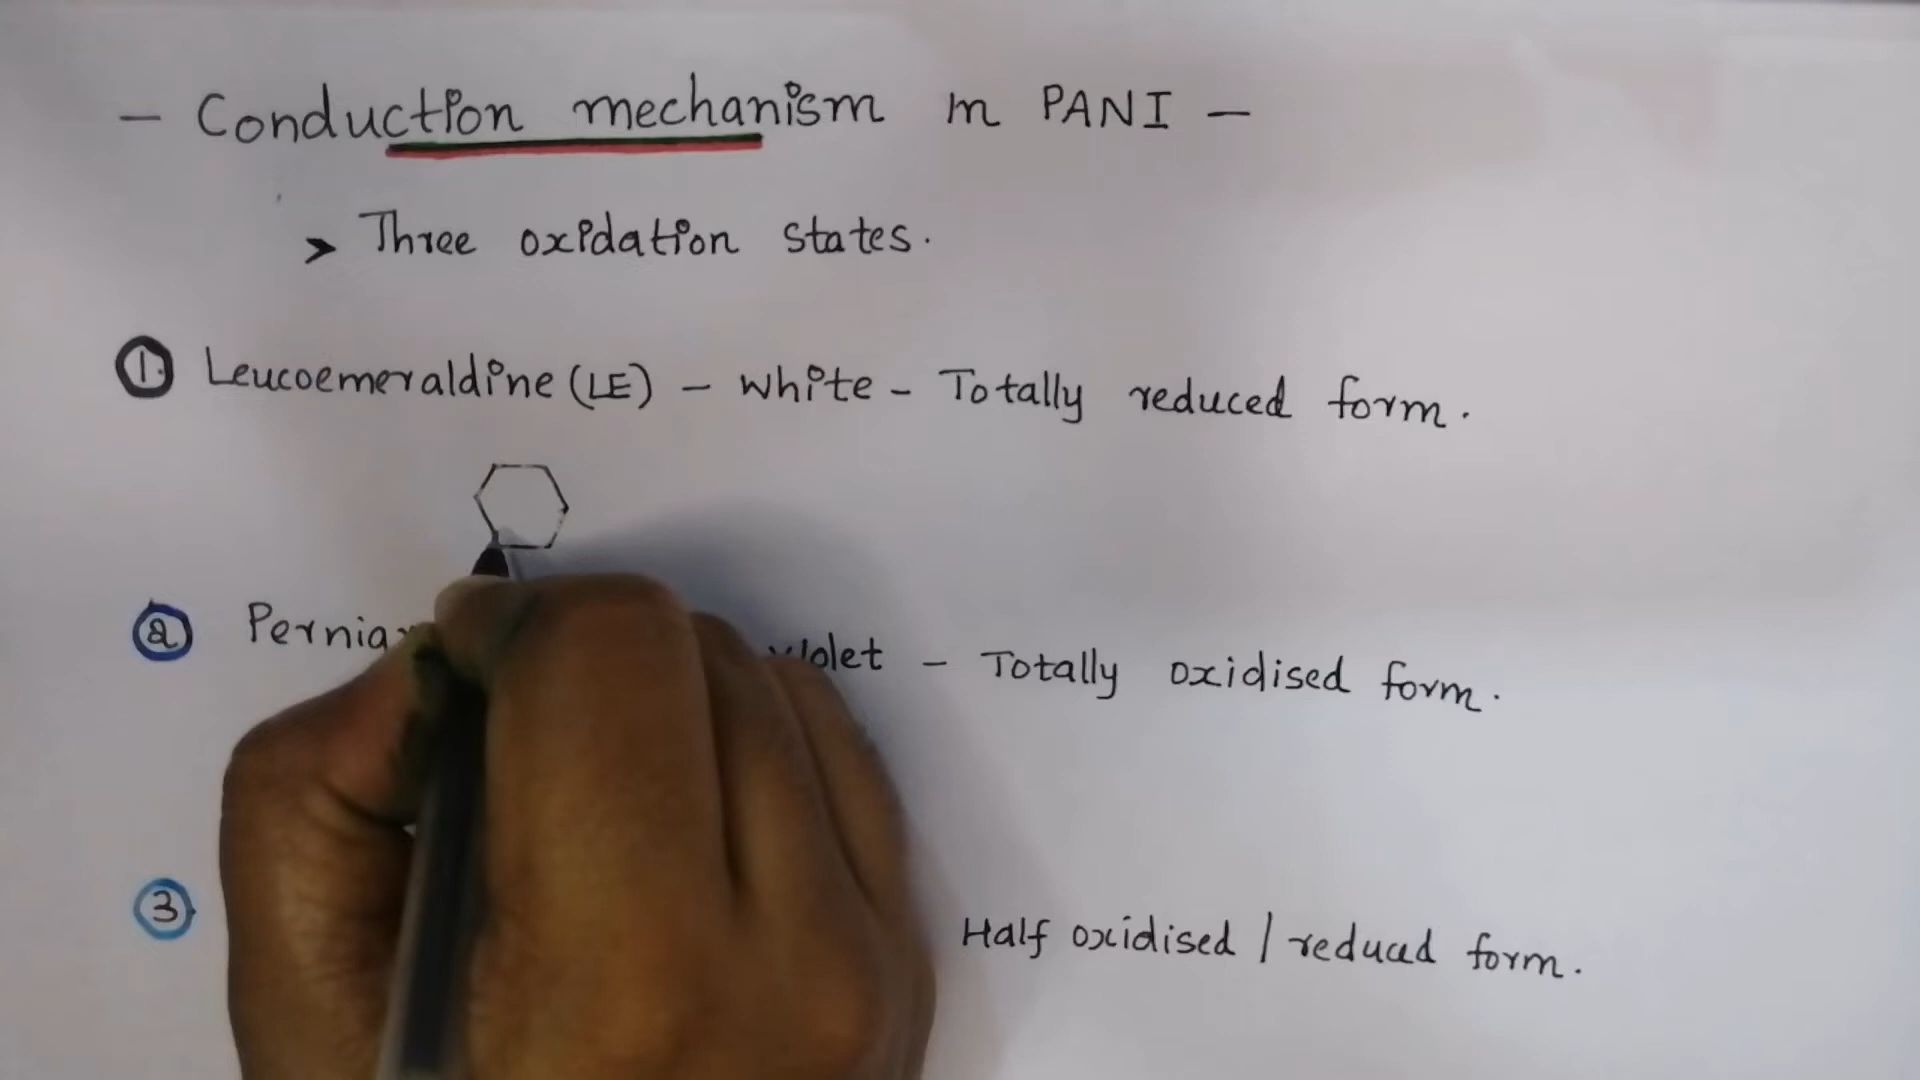 - Conduction mechanism in PANI -
> Three oxidation states.
1. Leucoemeraldine (LE) - white - Totally reduced form.
2 violet - Totally oxidised form.
3 Half oxidised / reduced form.